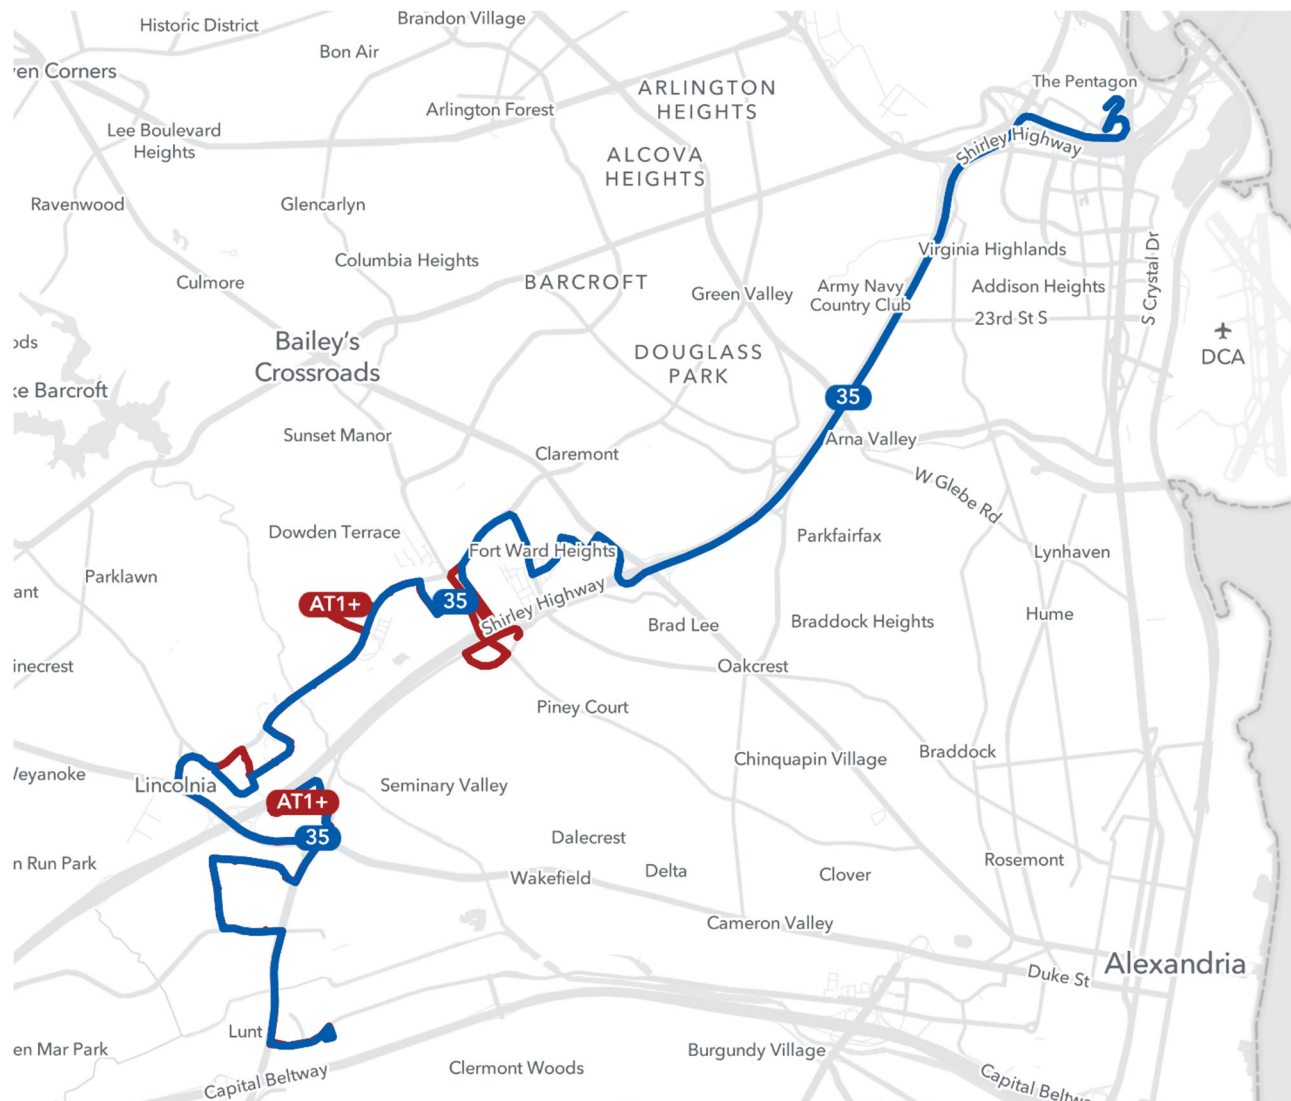 Brandon Village
Historic District
Bon Air
ven Corners
The Pentagon
ARLINGTON
HEIGHTS
Arlington Forest
Lee Boulevard
Heights
Shirley Highway
ALCOVA
HEIGHTS
Ravenwood
Glencarlyn
Virginia Highlands
Columbia Heights
Culmore
BARCROFT
Green Valley
Army Navy
Country Club
Addison Heights
S Crystal Dr
23rd St S
ods
Bailey's
Crossroads
DOUGLASS
PARK
DCA
ke Barcroft
35
Sunset Manor
Arna Valley
Claremont
W Glebe Rd
Dowden Terrace
Parkfairfax
Fort Ward Heights
Lynhaven
Parklawn
ant
AT1+
35
Shirley Highway
Hume
Brad Lee
Braddock Heights
inecrest
Oakcrest
Piney Court
Braddock
Chinquapin Village
/eyanoke
Lincolnia
Seminary Valley
AT1+
35
Dalecrest
n Run Park
Rosemont
Delta
Clover
Wakefield
Cameron Valley
Alexandria
Duke St
Lunt
en Mar Park
Burgundy Village
Clermont Woods
Capital Beltway
Capital Beltwa